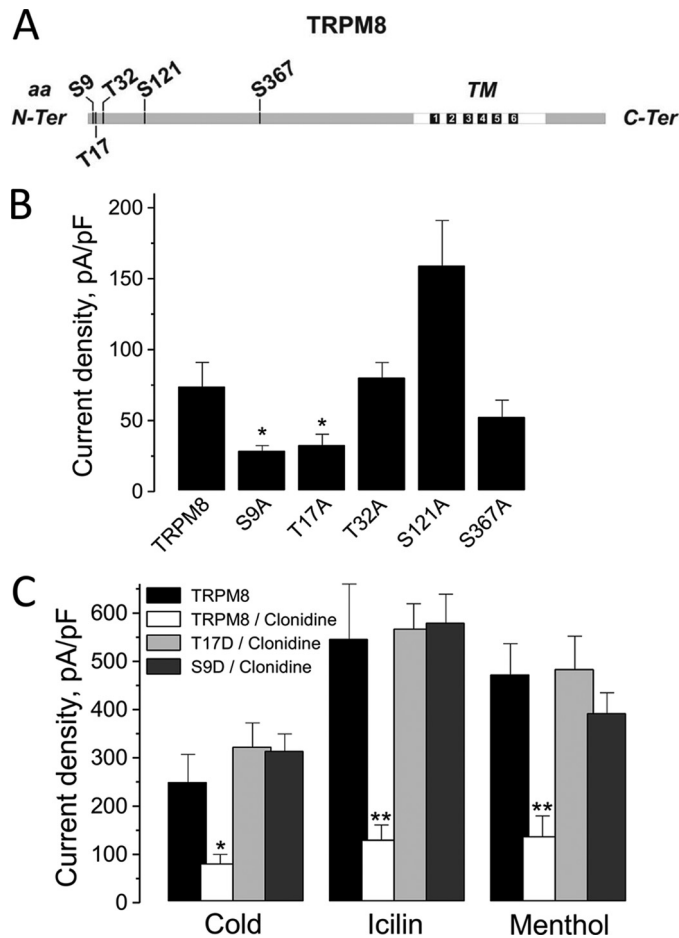 A
TRPM8
aa S9 T32 S121 S367 TM
N-Ter 1 2 3 4 5 6 C-Ter
T17
B
Current density, pA/pF
200
150
100
50
0
* *
TRPM8 S9A T17A T32A S121A S367A
C
Current density, pA/pF
600
500
400
300
200
100
0
TRPM8
TRPM8 / Clonidine
T17D / Clonidine
S9D / Clonidine
* ** **
Cold Icilin Menthol